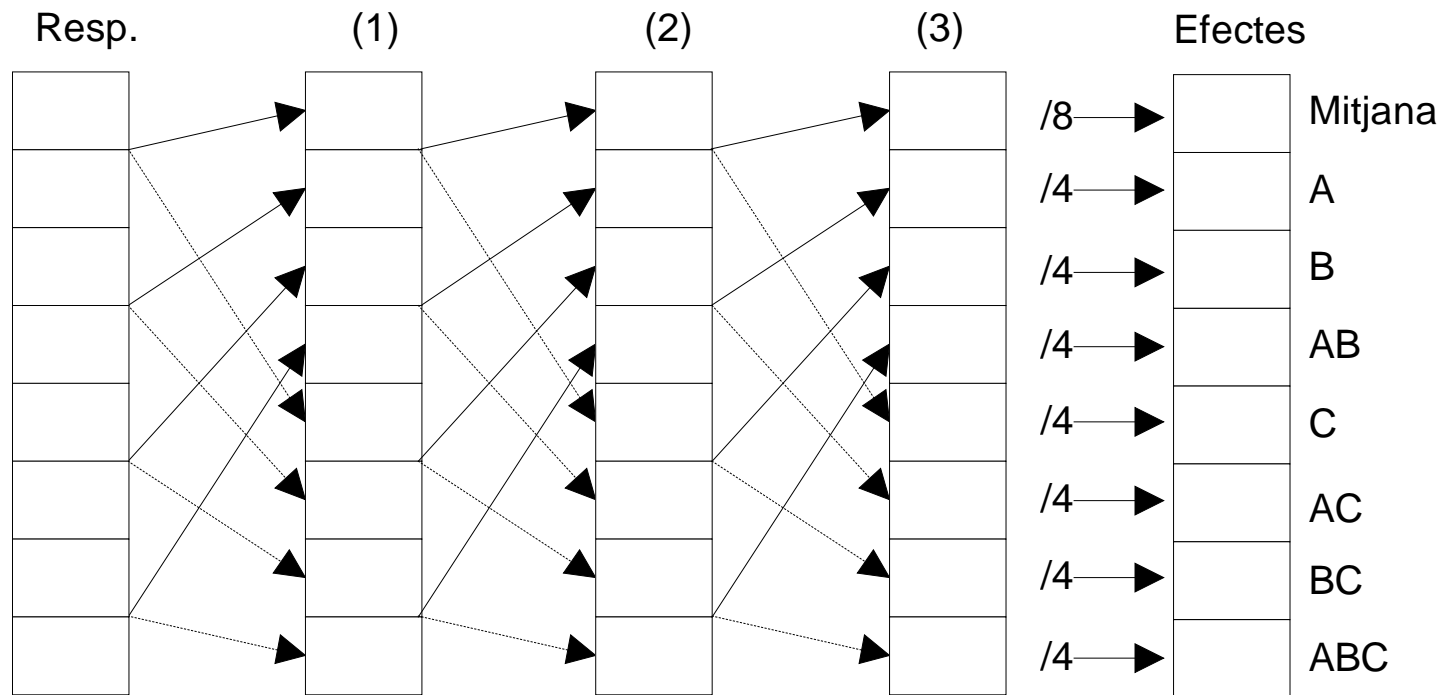 Resp. (1) (2) (3) Efectes
/8 Mitjana
/4 A
/4 B
/4 AB
/4 C
/4 AC
/4 BC
/4 ABC